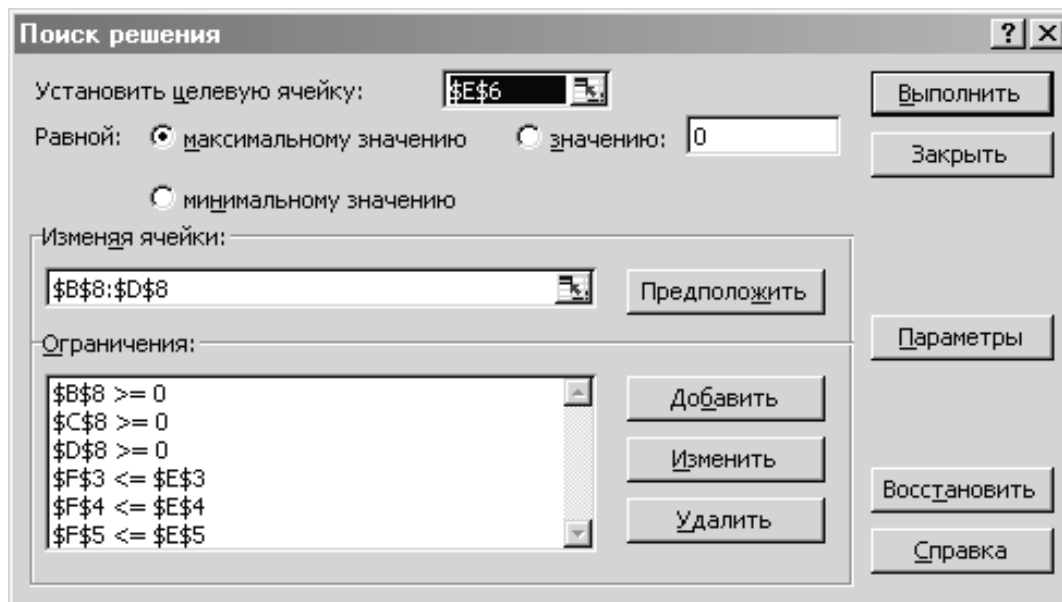 Поиск решения
Установить целевую ячейку: $E$6
Выполнить
Равной: максимальному значению значению: 0
Закрыть
минимальному значению
Изменяя ячейки:
$B$8:$D$8 Предположить
Параметры
Ограничения:
$B$8 >= 0
$C$8 >= 0
$D$8 >= 0
$F$3 <= $E$3
$F$4 <= $E$4
$F$5 <= $E$5
Добавить
Изменить
Удалить
Восстановить
Справка